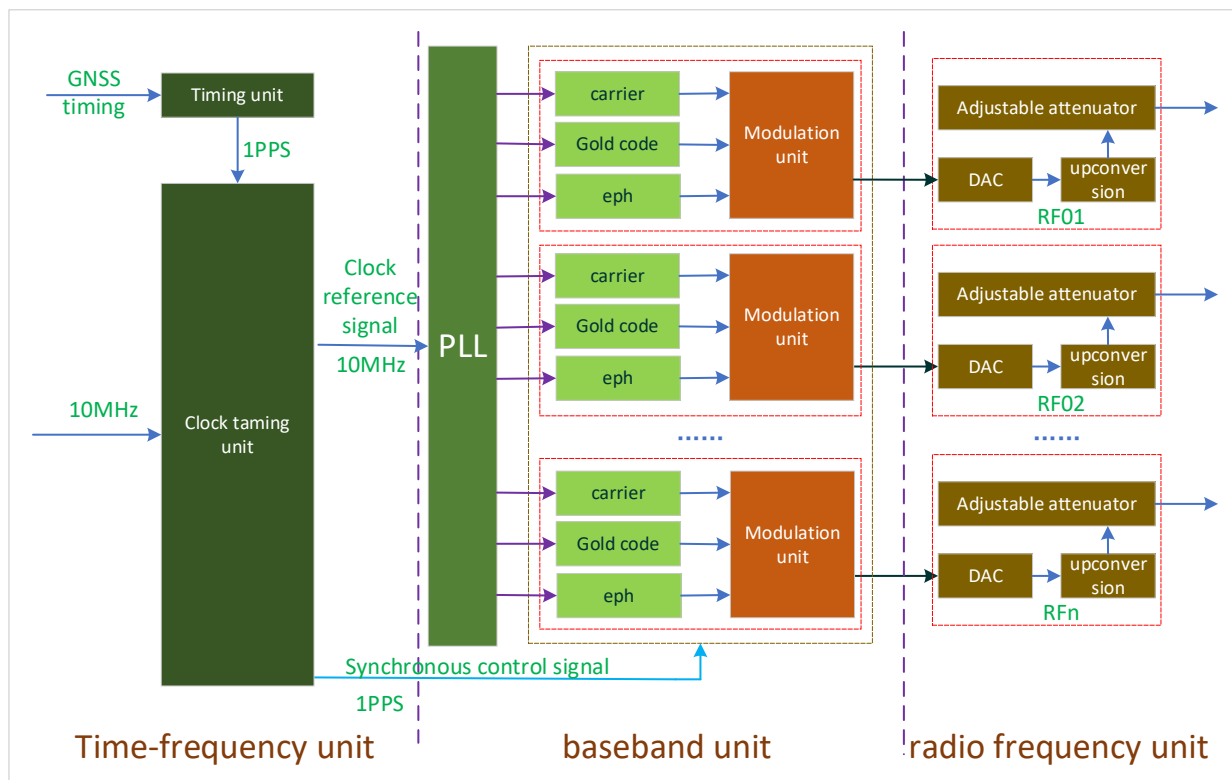 GNSS
timing
Timing unit
1PPS
10MHz
Clock taming
unit
Clock
reference
signal
10MHz
Synchronous control signal
1PPS
PLL
carrier
Gold code
eph
Modulation
unit
carrier
Gold code
eph
Modulation
unit
......
carrier
Gold code
eph
Modulation
unit
Adjustable attenuator
DAC
upconver
sion
RF01
Adjustable attenuator
DAC
upconver
sion
RF02
......
Adjustable attenuator
DAC
upconver
sion
RFn
Time-frequency unit
baseband unit
radio frequency unit